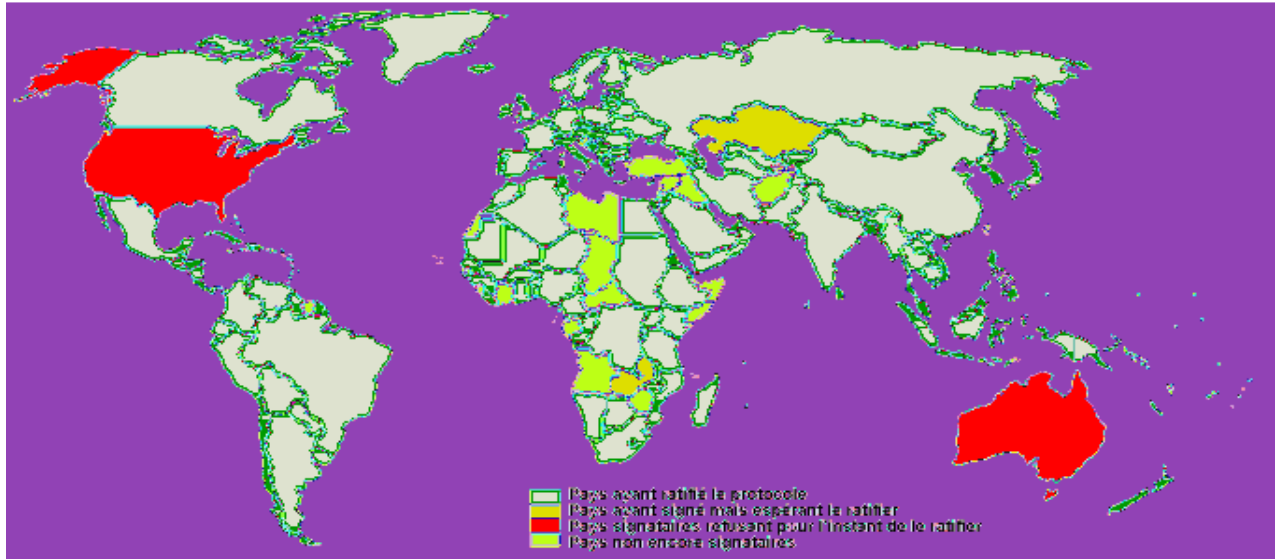 Pays ayant ratifié le protocole
Pays ayant signé mais espérant le ratifier
Pays signataires refusant pour l'instant de le ratifier
Pays non encore signataires